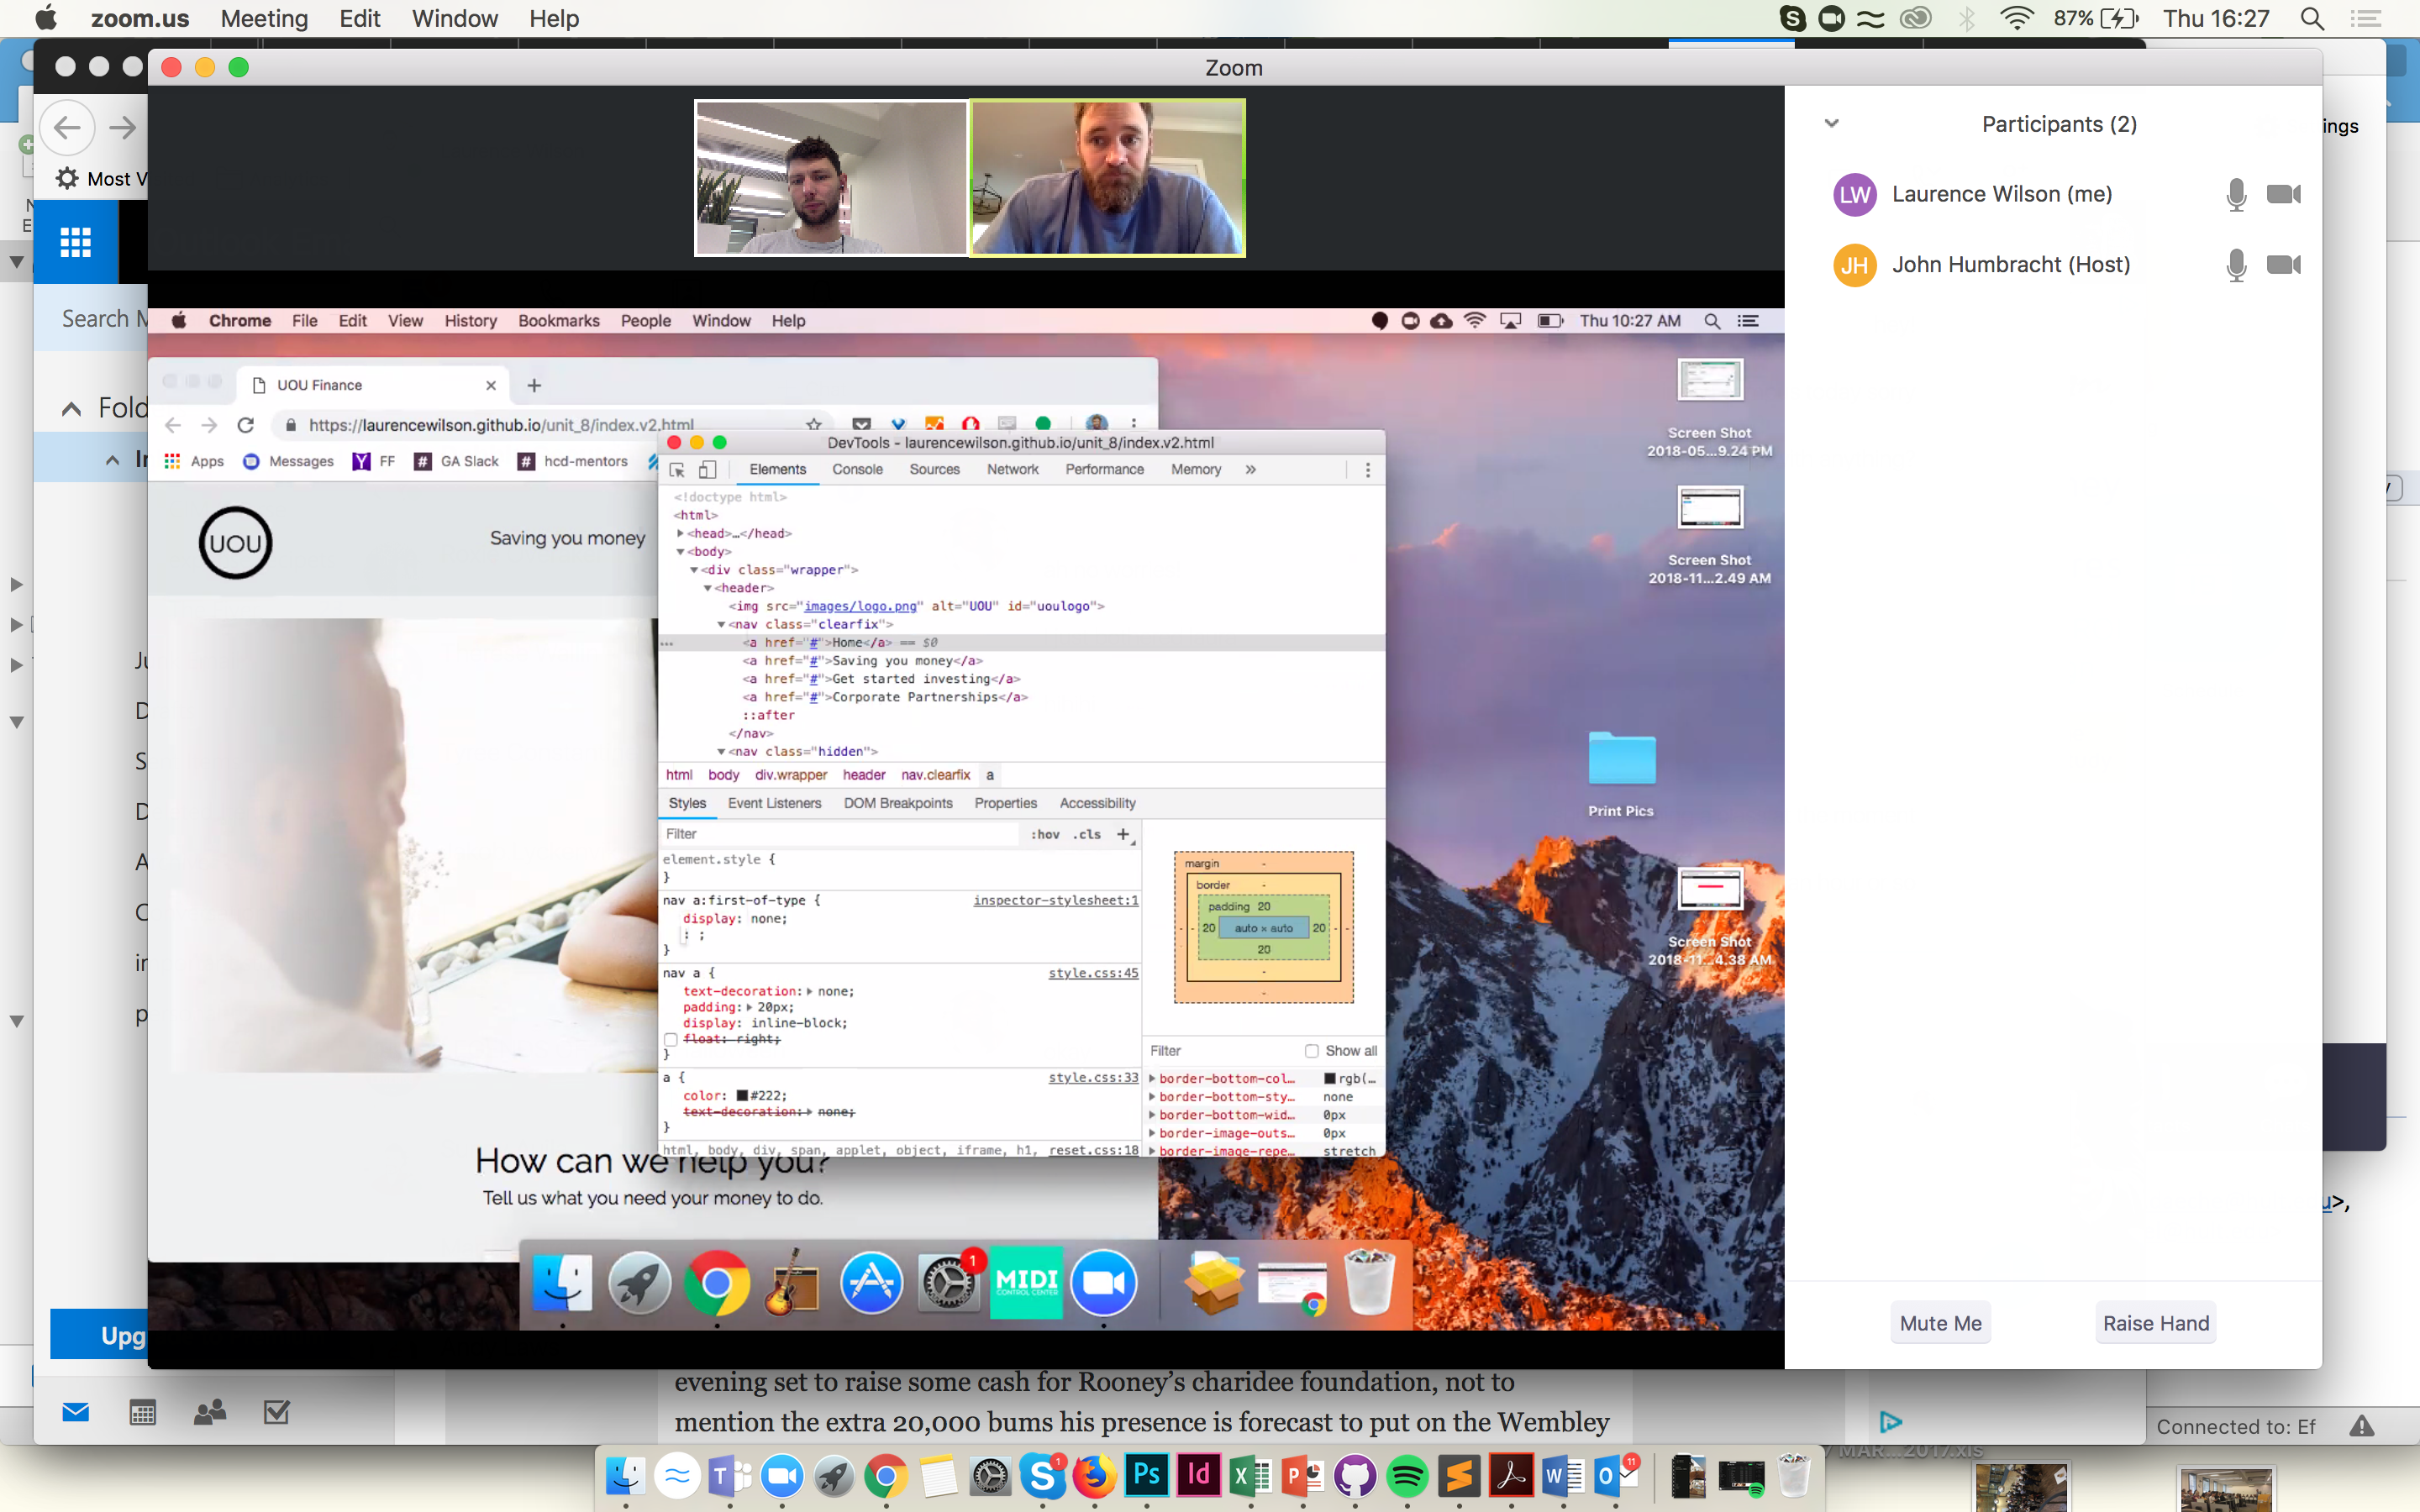 zoom.us Meeting Edit Window Help
87% Thu 16:27
Zoom
Most V
ings
Search M
Fold
Upg
Participants (2)
LW Laurence Wilson (me)
JH John Humbracht (Host)
Mute Me Raise Hand
Chrome File Edit View History Bookmarks People Window Help
Thu 10:27 AM
UOU Finance
https://laurencewilson.github.io/unit_8/index.v2.html
Apps Messages FF GA Slack hcd-mentors
UOU
Saving you money
How can we help you?
Tell us what you need your money to do.
DevTools - laurencewilson.github.io/unit_8/index.v2.html
Elements Console Sources Network Performance Memory »
<!doctype html>
<html>
<head>…</head>
<body>
<div class="wrapper">
<header>
<img src="images/logo.png" alt="UOU" id="uoulogo">
<nav class="clearfix">
<a href="#">Home</a> == $0
<a href="#">Saving you money</a>
<a href="#">Get started investing</a>
<a href="#">Corporate Partnerships</a>
::after
</nav>
<nav class="hidden">
html body div.wrapper header nav.clearfix a
Styles Event Listeners DOM Breakpoints Properties Accessibility
Filter :hov .cls +
element.style {
}
nav a:first-of-type { inspector-stylesheet:1
display: none;
: ;
}
nav a { style.css:45
text-decoration: none;
padding: 20px;
display: inline-block;
float: right;
}
a { style.css:33
color: #222;
text-decoration: none;
}
html, body, div, span, applet, object, iframe, h1, reset.css:18
margin -
border -
padding 20
20 auto × auto 20
20
-
-
Filter Show all
border-bottom-col… rgb(…
border-bottom-sty… none
border-bottom-wid… 0px
border-image-outs… 0px
border-image-repe… stretch
Screen Shot
2018-05...9.24 PM
Screen Shot
2018-11...2.49 AM
Print Pics
Screen Shot
2018-11...4.38 AM
1
MIDI
CONTROL CENTER
evening set to raise some cash for Rooney's charidee foundation, not to
mention the extra 20,000 bums his presence is forecast to put on the Wembley
u>,
Connected to: Ef
MAR...2017.xls
T S 1 Ps Id X P W O 11